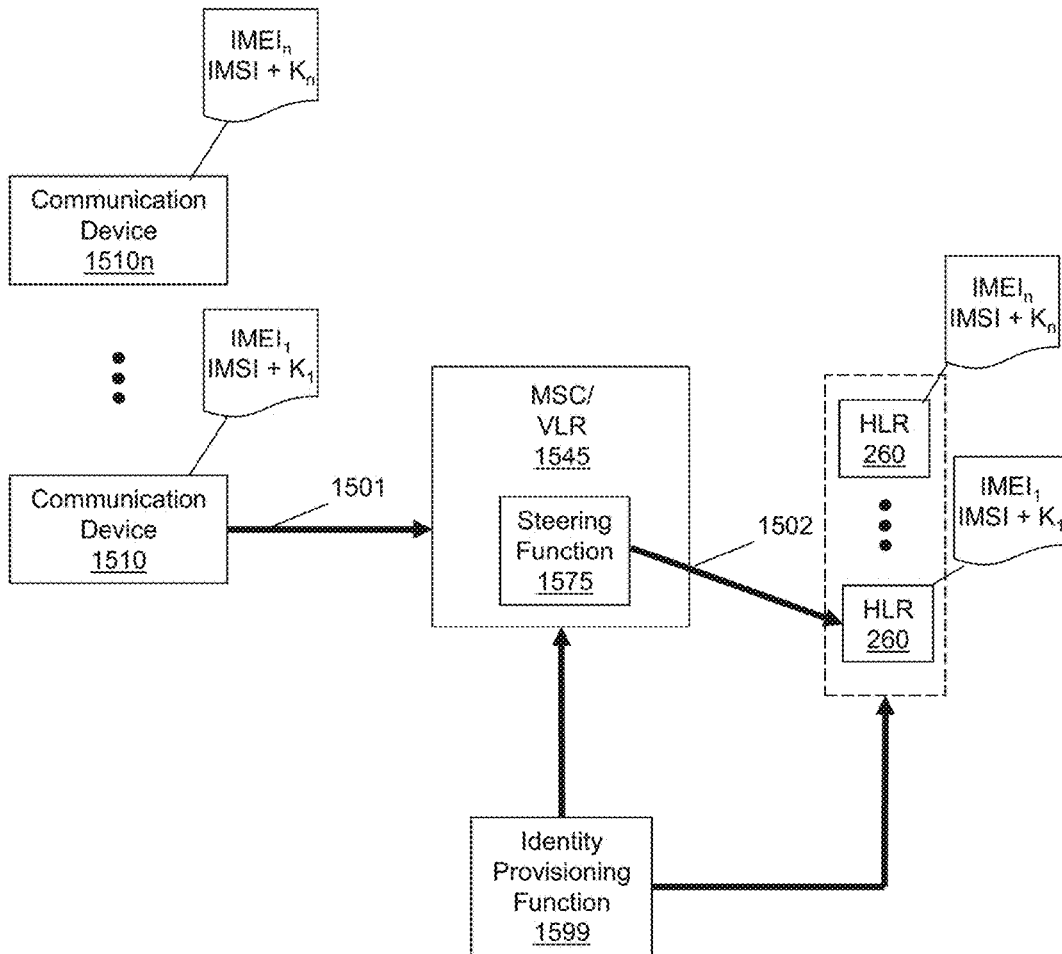 IMEIn
IMSI + Kn
Communication
Device
1510n
IMEI1
IMSI + K1
Communication
Device
1510
1501
MSC/
VLR
1545
Steering
Function
1575
1502
IMEIn
IMSI + Kn
HLR
260
IMEI1
IMSI + K1
HLR
260
Identity
Provisioning
Function
1599